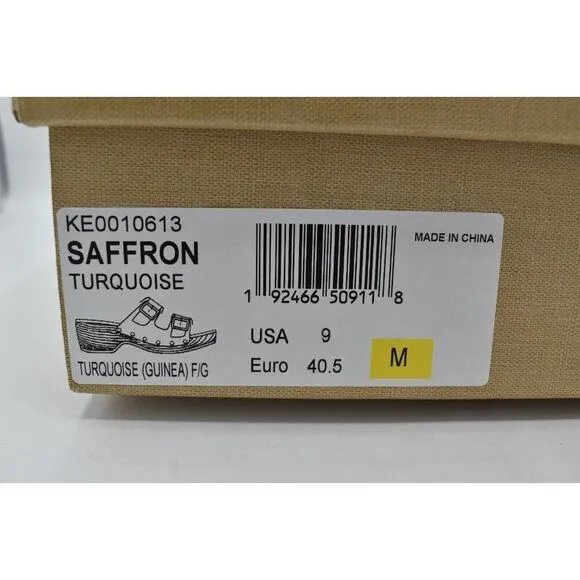 KE0010613
SAFFRON
TURQUOISE
TURQUOISE (GUINEA) F/G
1 92466 50911 8
MADE IN CHINA
USA 9
Euro 40.5
M